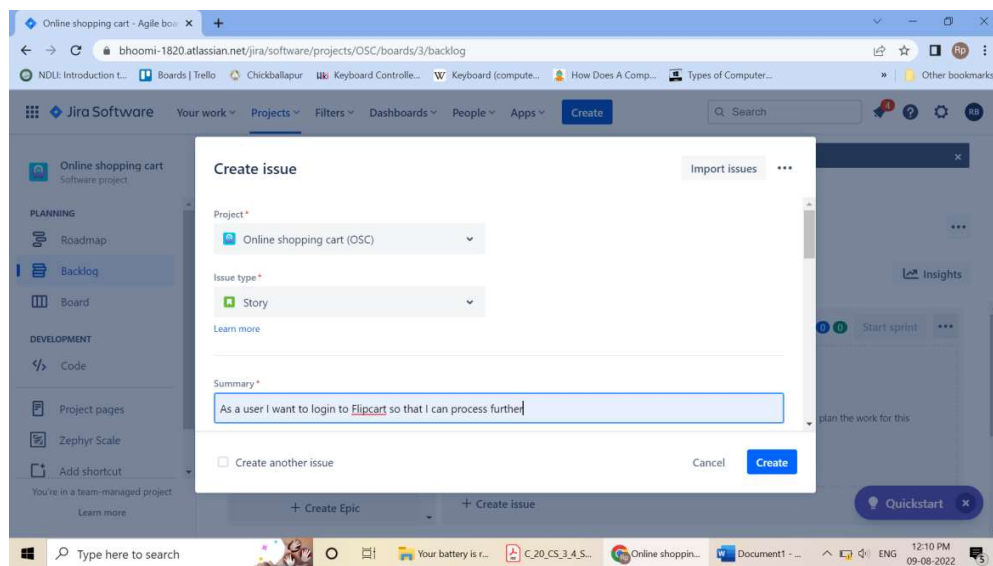 Online shopping cart - Agile boa
bhoomi-1820.atlassian.net/jira/software/projects/OSC/boards/3/backlog
Bp
NDLI: Introduction t...
Boards | Trello
Chickballapur
Keyboard Controlle...
W Keyboard (compute...
How Does A Comp...
Types of Computer...
»
Other bookmarks
Jira Software
Your work
Projects
Filters
Dashboards
People
Apps
Create
Search
4
RB
Online shopping cart
Software project
PLANNING
Roadmap
Backlog
Board
DEVELOPMENT
Code
Project pages
Zephyr Scale
Add shortcut
You're in a team-managed project
Learn more
Create issue
Import issues
Project *
Online shopping cart (OSC)
Issue type *
Story
Learn more
Summary *
As a user I want to login to Flipcart so that I can process further
Create another issue
Cancel
Create
Insights
0 0 Start sprint
plan the work for this
+ Create Epic
+ Create issue
Quickstart
Type here to search
Your battery is r...
C_20_CS_3_4_S...
Online shoppin...
Document1 - ...
ENG
12:10 PM
09-08-2022
5